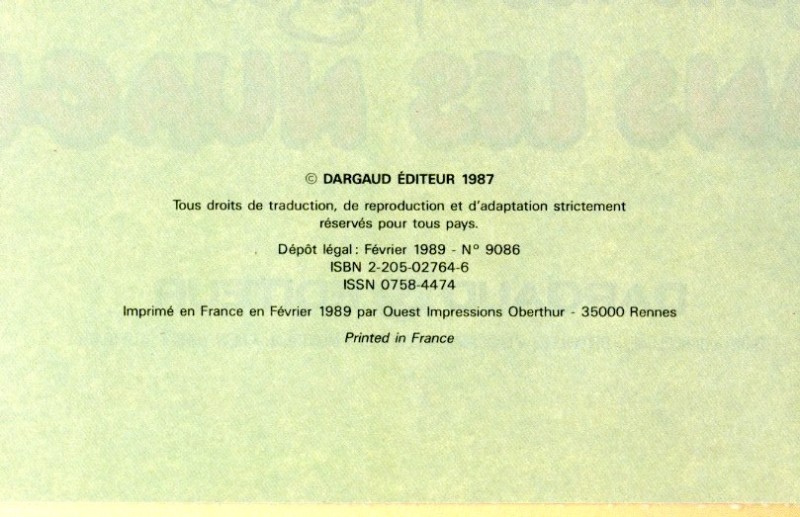 © DARGAUD ÉDITEUR 1987
Tous droits de traduction, de reproduction et d'adaptation strictement
réservés pour tous pays.
Dépôt légal : Février 1989 - N° 9086
ISBN 2-205-02764-6
ISSN 0758-4474
Imprimé en France en Février 1989 par Ouest Impressions Oberthur - 35000 Rennes
Printed in France